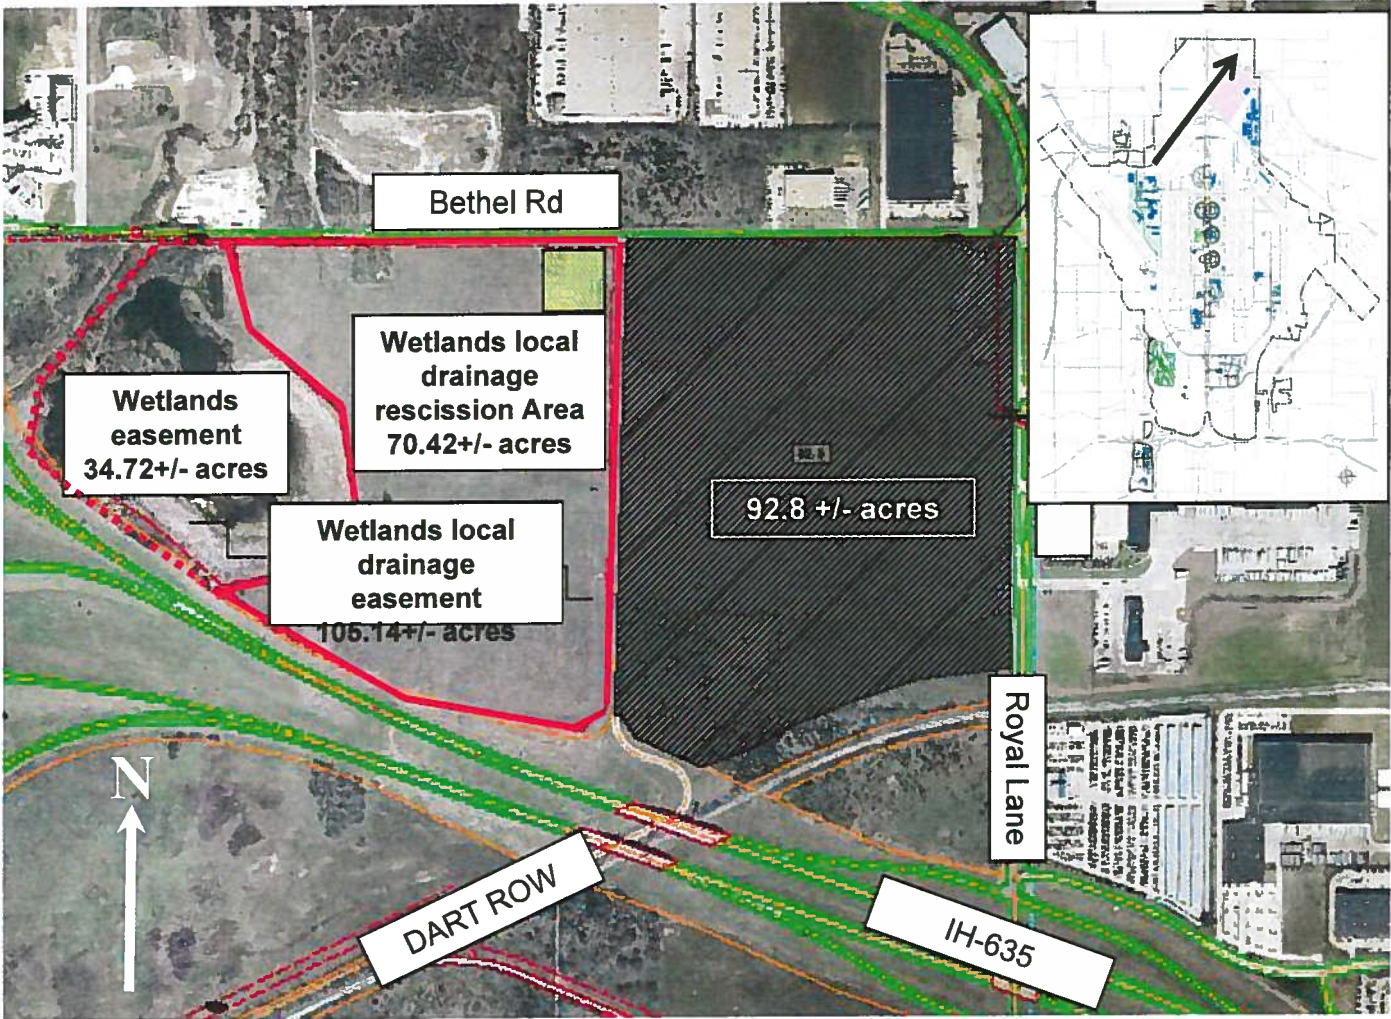 Bethel Rd
Wetlands local
drainage
rescission Area
70.42+/- acres
Wetlands
easement
34.72+/- acres
92.8 +/- acres
Wetlands local
drainage
easement
105.14+/- acres
Royal Lane
N
DART ROW
IH-635